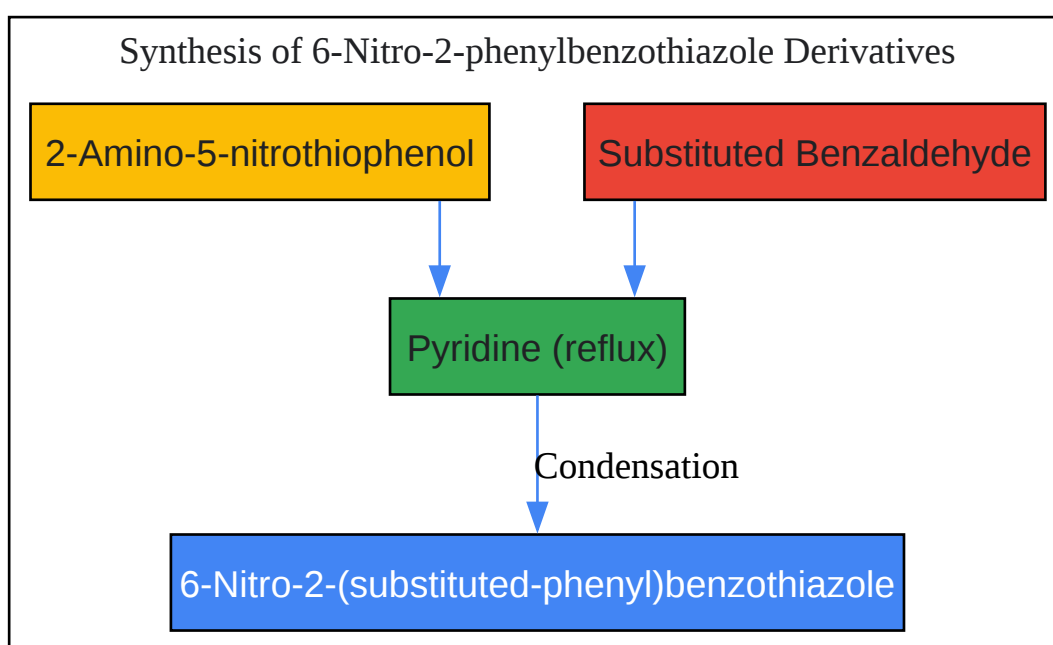 Synthesis of 6-Nitro-2-phenylbenzothiazole Derivatives
2-Amino-5-nitrothiophenol
Substituted Benzaldehyde
Pyridine (reflux)
Condensation
6-Nitro-2-(substituted-phenyl)benzothiazole